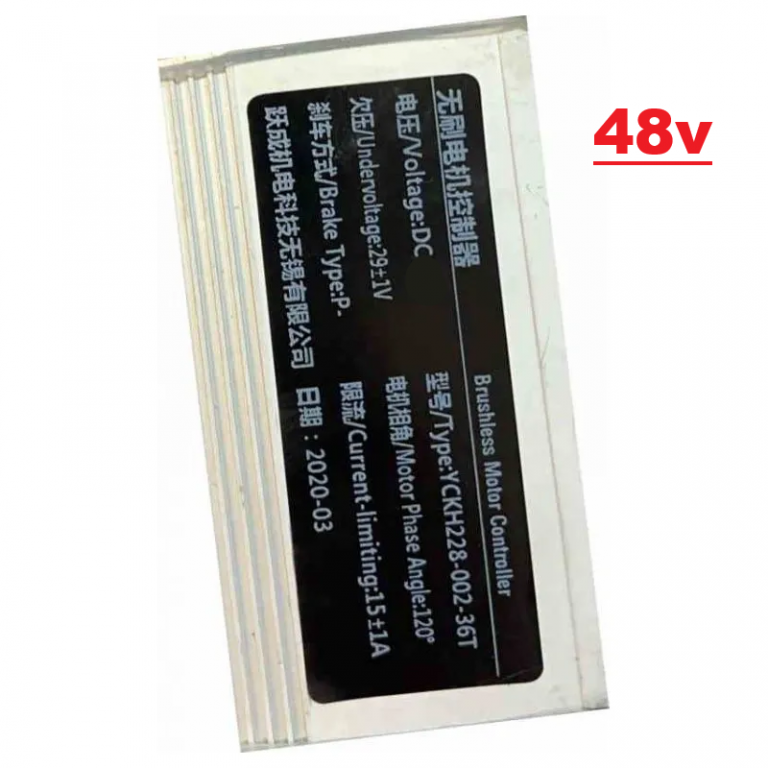 48v
无刷电机控制器 Brushless Motor Controller
电压/Voltage:DC 型号/Type:YCKH228-002-36T
欠压/Undervoltage:29±1V 电机相角/Motor Phase Angle:120°
刹车方式/Brake Type:P- 限流/Current-limiting:15±1A
跃成机电科技无锡有限公司 日期：2020-03